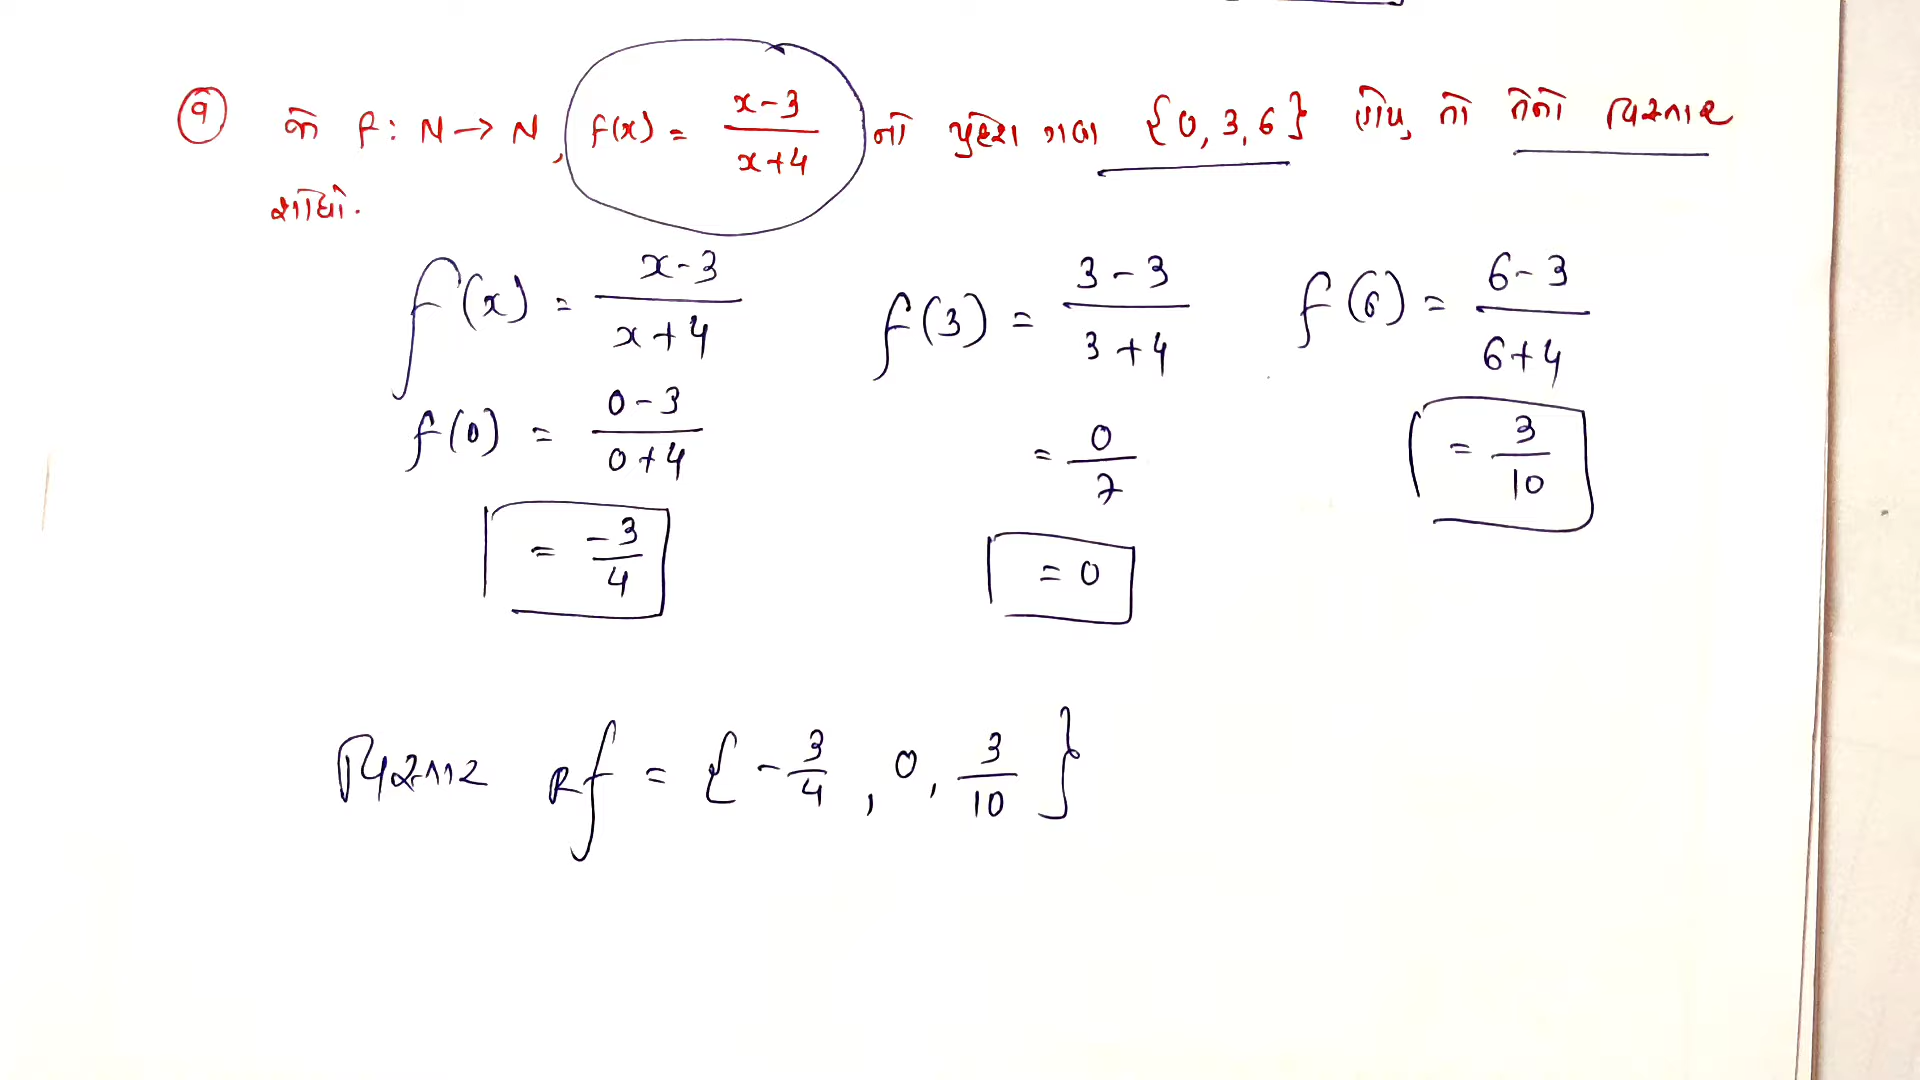 ૧ જો f: N → N, f(x) = x-3 / x+4 નો પ્રદેશ ગણ {0, 3, 6} હોય, તો તેનો વિસ્તાર
શોધો.
f(x) = x-3 / x+4
f(3) = 3-3 / 3+4
f(6) = 6-3 / 6+4
f(0) = 0-3 / 0+4
= 0 / 7
= 3 / 10
= -3 / 4
= 0
વિસ્તાર Rf = { -3/4 , 0, 3/10 }